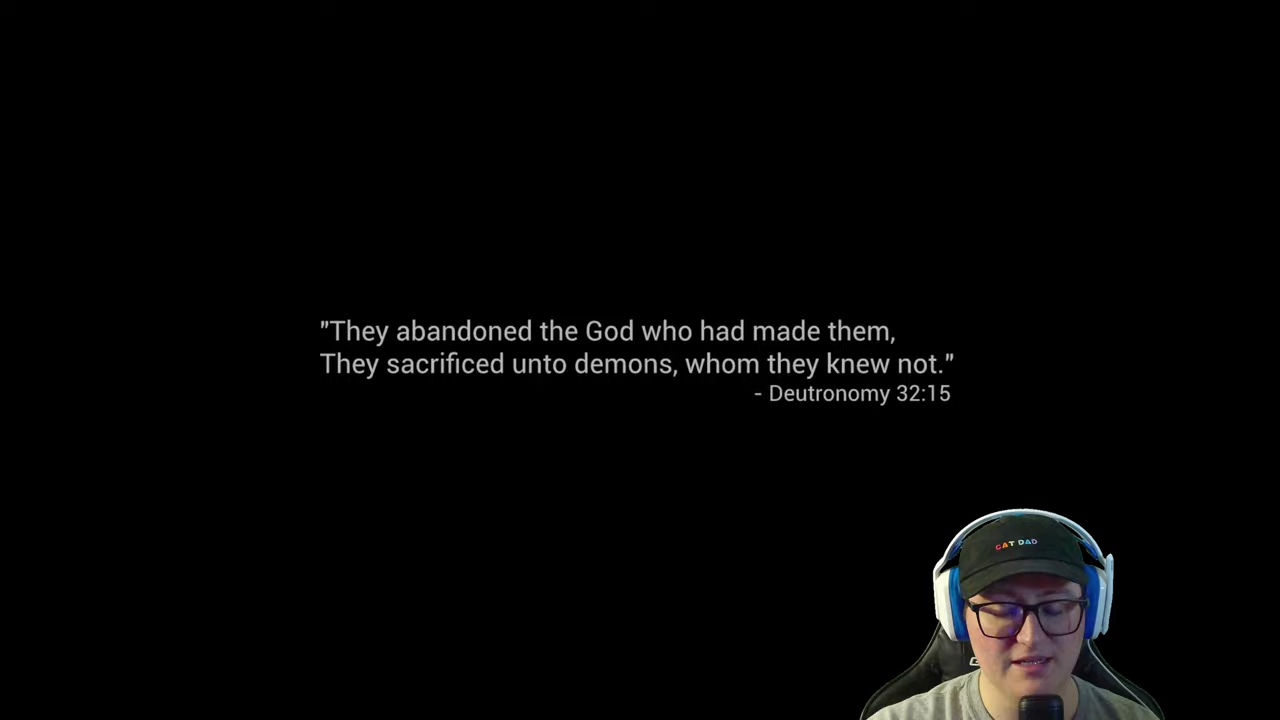 "They abandoned the God who had made them,
They sacrificed unto demons, whom they knew not."
- Deutronomy 32:15
CAT DAD